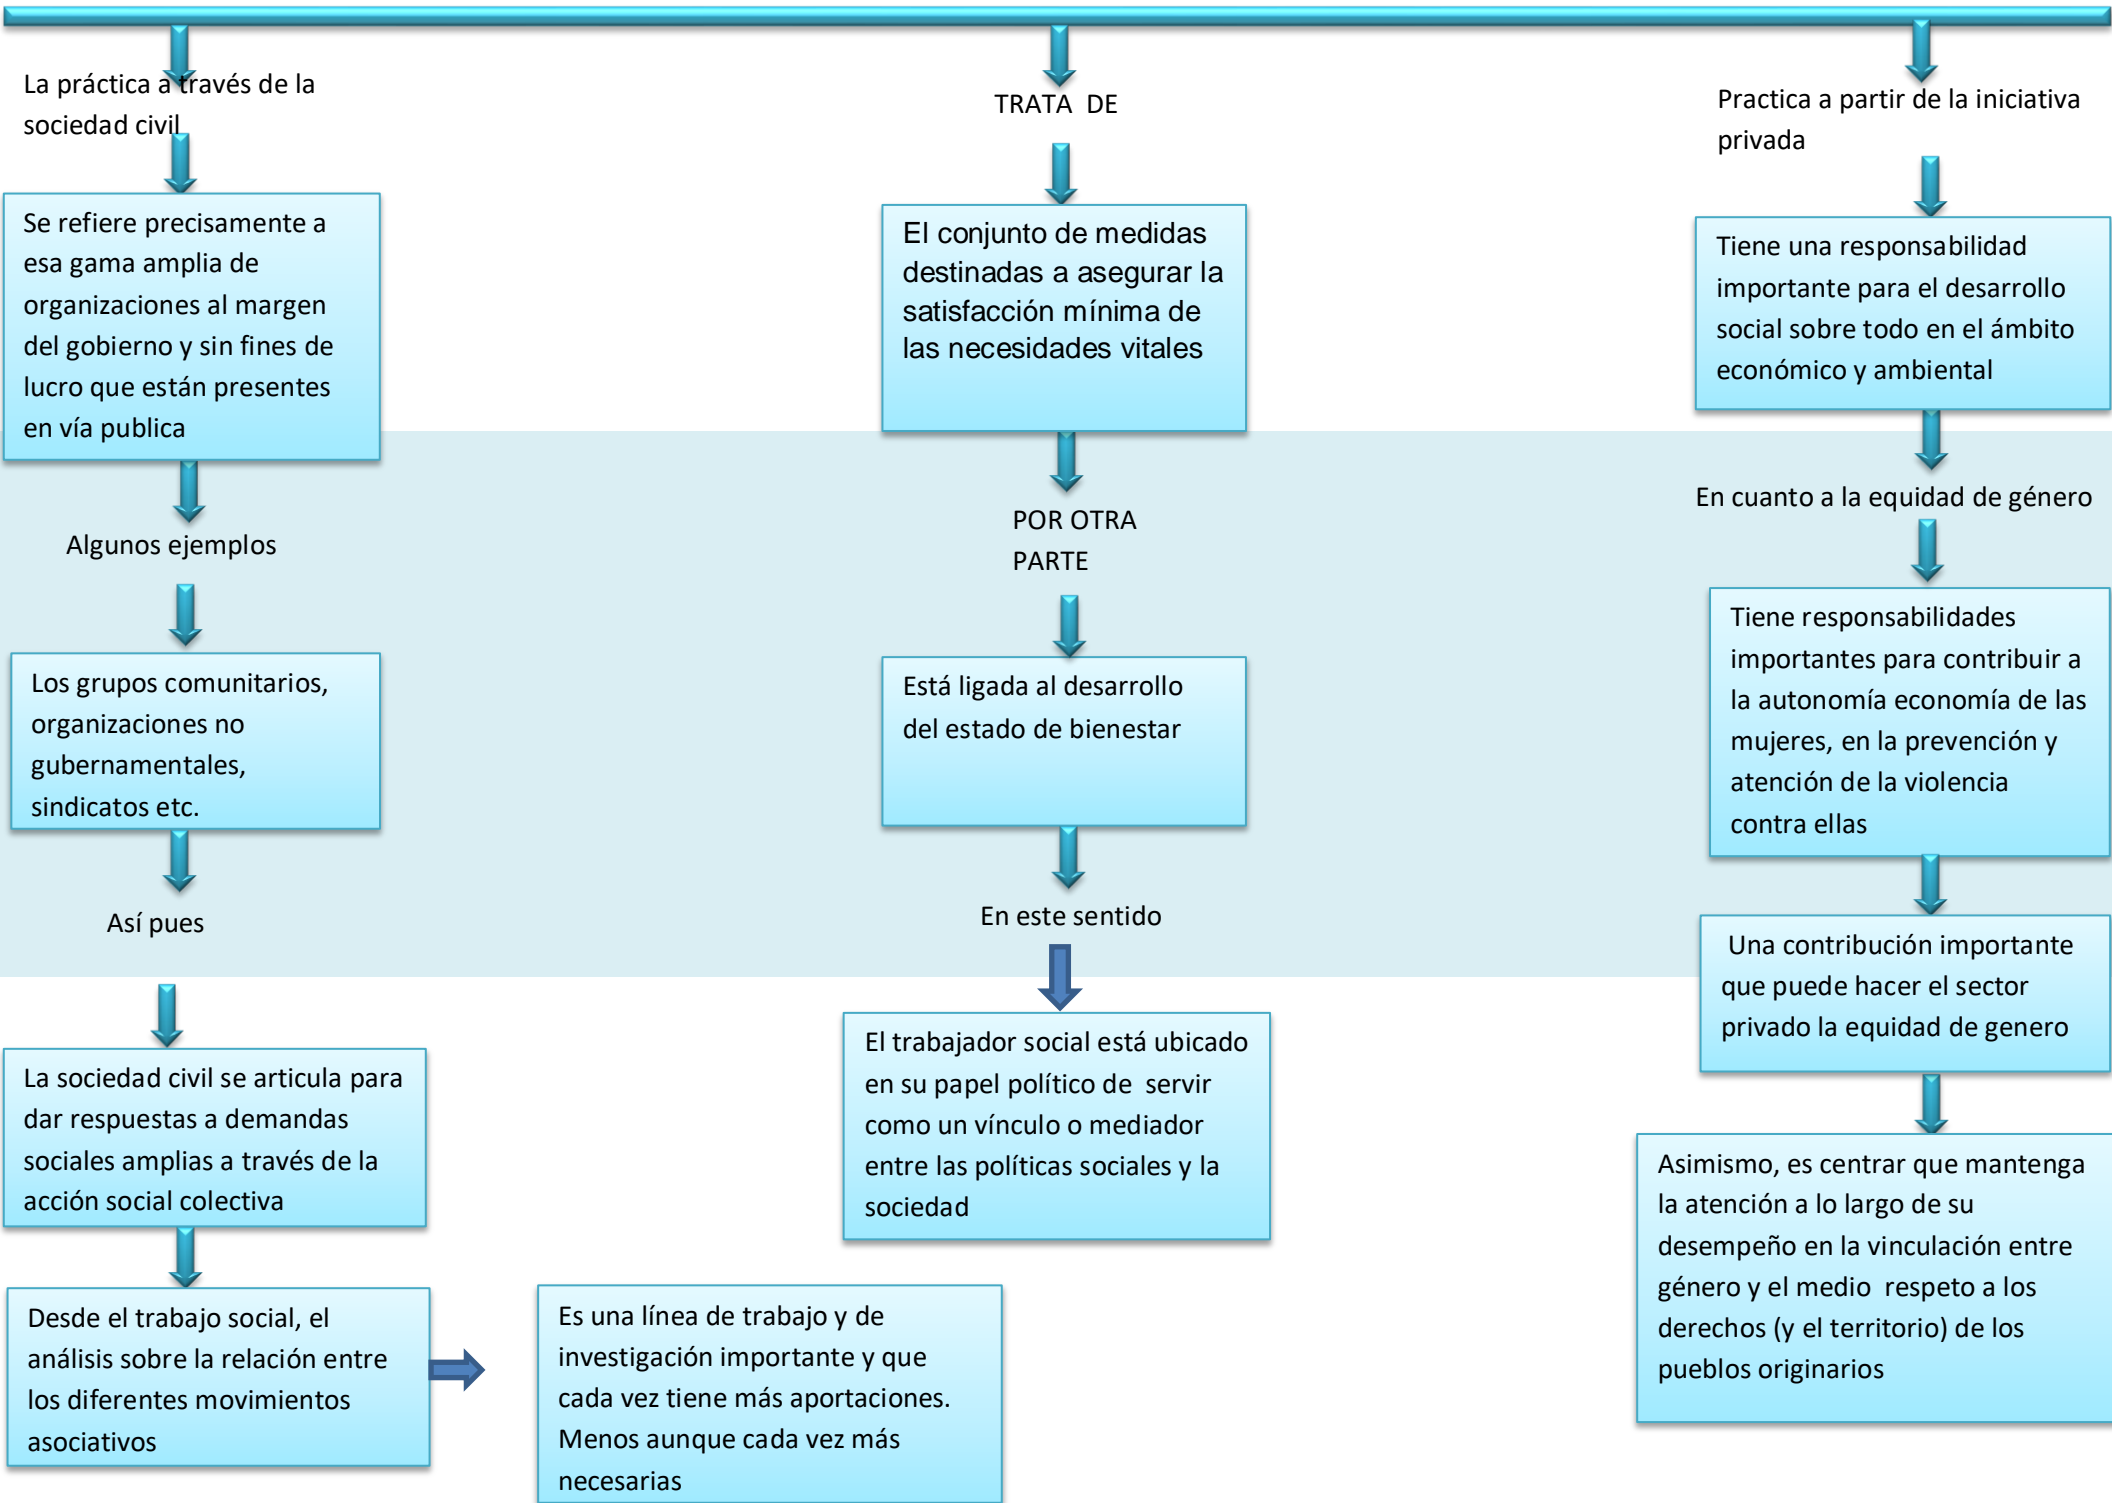 La práctica a través de la
sociedad civil
Se refiere precisamente a
esa gama amplia de
organizaciones al margen
del gobierno y sin fines de
lucro que están presentes
en vía publica
Algunos ejemplos
Los grupos comunitarios,
organizaciones no
gubernamentales,
sindicatos etc.
Así pues
La sociedad civil se articula para
dar respuestas a demandas
sociales amplias a través de la
acción social colectiva
Desde el trabajo social, el
análisis sobre la relación entre
los diferentes movimientos
asociativos
Es una línea de trabajo y de
investigación importante y que
cada vez tiene más aportaciones.
Menos aunque cada vez más
necesarias
TRATA DE
El conjunto de medidas
destinadas a asegurar la
satisfacción mínima de
las necesidades vitales
POR OTRA
PARTE
Está ligada al desarrollo
del estado de bienestar
En este sentido
El trabajador social está ubicado
en su papel político de servir
como un vínculo o mediador
entre las políticas sociales y la
sociedad
Practica a partir de la iniciativa
privada
Tiene una responsabilidad
importante para el desarrollo
social sobre todo en el ámbito
económico y ambiental
En cuanto a la equidad de género
Tiene responsabilidades
importantes para contribuir a
la autonomía economía de las
mujeres, en la prevención y
atención de la violencia
contra ellas
Una contribución importante
que puede hacer el sector
privado la equidad de genero
Asimismo, es centrar que mantenga
la atención a lo largo de su
desempeño en la vinculación entre
género y el medio respeto a los
derechos (y el territorio) de los
pueblos originarios